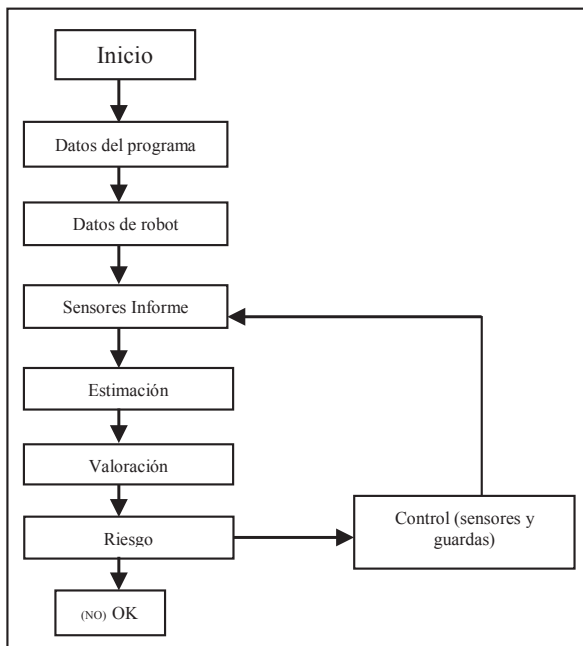 Inicio
Datos del programa
Datos de robot
Sensores Informe
Estimación
Valoración
Riesgo
Control (sensores y
guardas)
(NO) OK